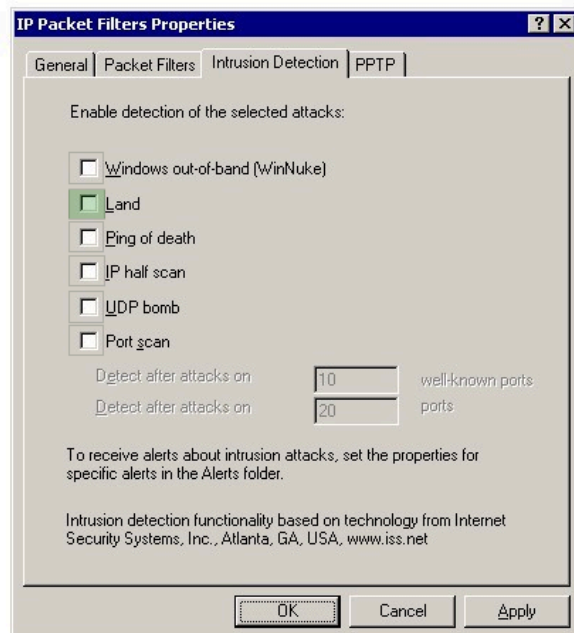 IP Packet Filters Properties
General Packet Filters Intrusion Detection PPTP
Enable detection of the selected attacks:
Windows out-of-band (WinNuke)
Land
Ping of death
IP half scan
UDP bomb
Port scan
Detect after attacks on 10 well-known ports
Detect after attacks on 20 ports
To receive alerts about intrusion attacks, set the properties for
specific alerts in the Alerts folder.
Intrusion detection functionality based on technology from Internet
Security Systems, Inc., Atlanta, GA, USA, www.iss.net
OK Cancel Apply